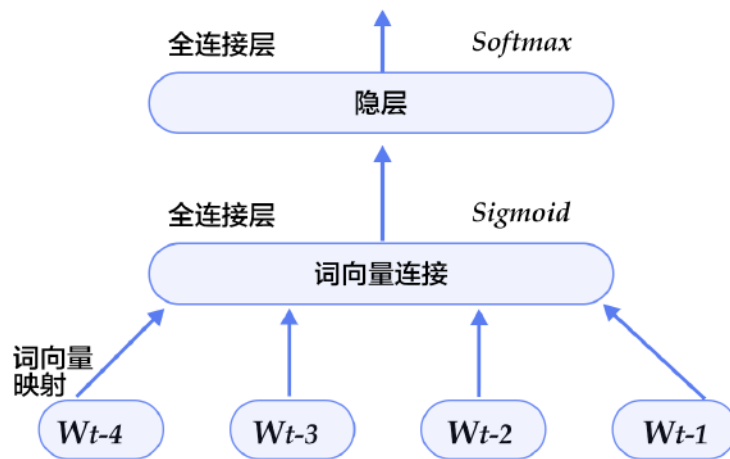 全连接层 Softmax
隐层
全连接层 Sigmoid
词向量连接
词向量
映射
Wt-4 Wt-3 Wt-2 Wt-1